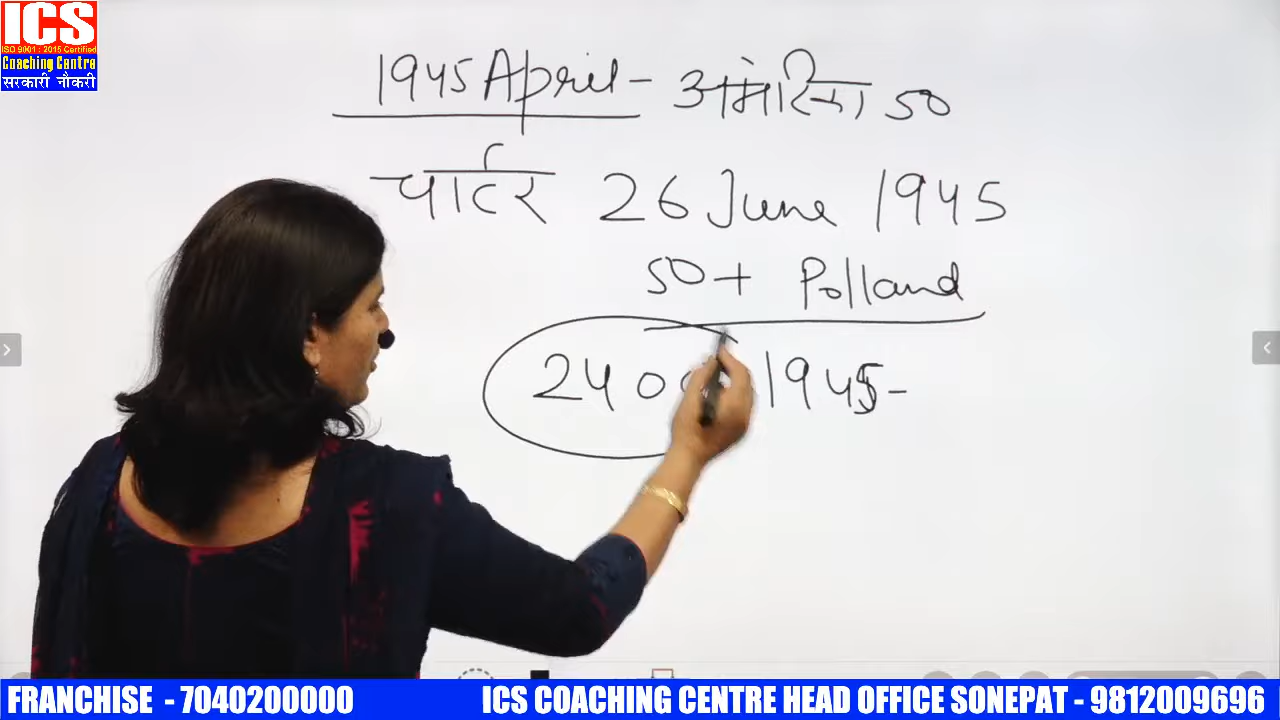 ICS
ISO 9001 : 2015 Certified
Coaching Centre
सरकारी नौकरी
1945 April - अमेरिका 50
चार्टर 26 June 1945
50 + Polland
24 1945 -
FRANCHISE - 7040200000
ICS COACHING CENTRE HEAD OFFICE SONEPAT - 9812009696